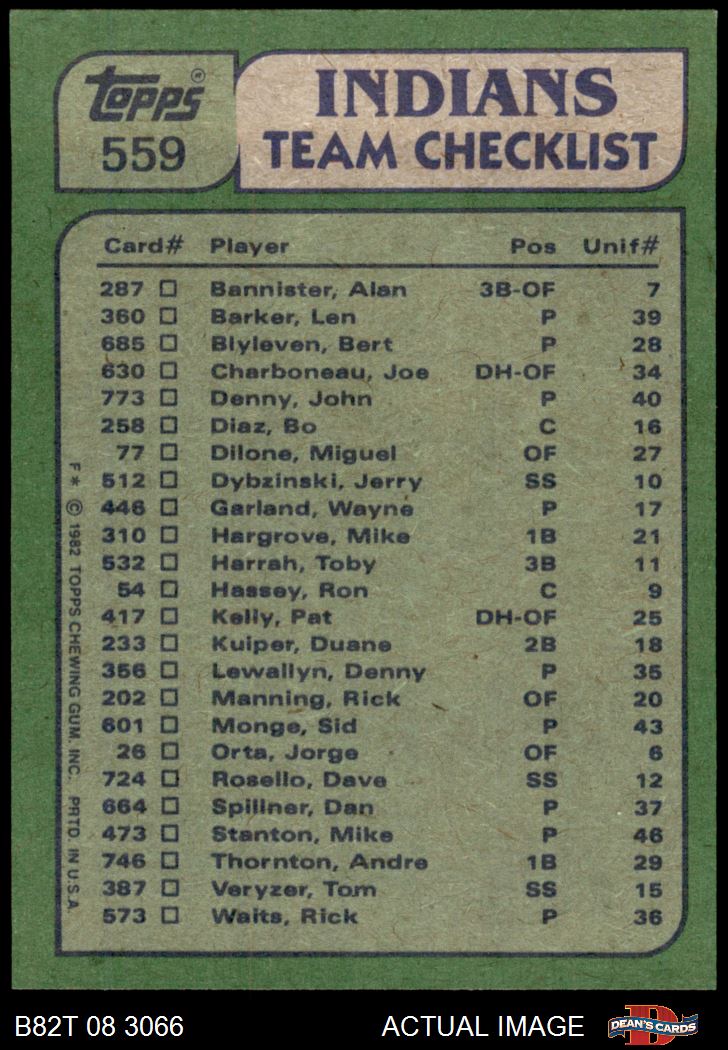 topps®
559
INDIANS
TEAM CHECKLIST
Card# Player Pos Unif#
287 Bannister, Alan 3B-OF 7
360 Barker, Len P 39
685 Blyleven, Bert P 28
630 Charboneau, Joe DH-OF 34
773 Denny, John P 40
258 Diaz, Bo C 16
77 Dilone, Miguel OF 27
512 Dybzinski, Jerry SS 10
446 Garland, Wayne P 17
310 Hargrove, Mike 1B 21
532 Harrah, Toby 3B 11
54 Hassey, Ron C 9
417 Kelly, Pat DH-OF 25
233 Kuiper, Duane 2B 18
356 Lewallyn, Denny P 35
202 Manning, Rick OF 20
601 Monge, Sid P 43
26 Orta, Jorge OF 6
724 Rosello, Dave SS 12
664 Spillner, Dan P 37
473 Stanton, Mike P 46
746 Thornton, Andre 1B 29
387 Veryzer, Tom SS 15
573 Waits, Rick P 36
F* © 1982 TOPPS CHEWING GUM, INC. PRTD. IN U.S.A.
B82T 08 3066 ACTUAL IMAGE
DEAN'S CARDS